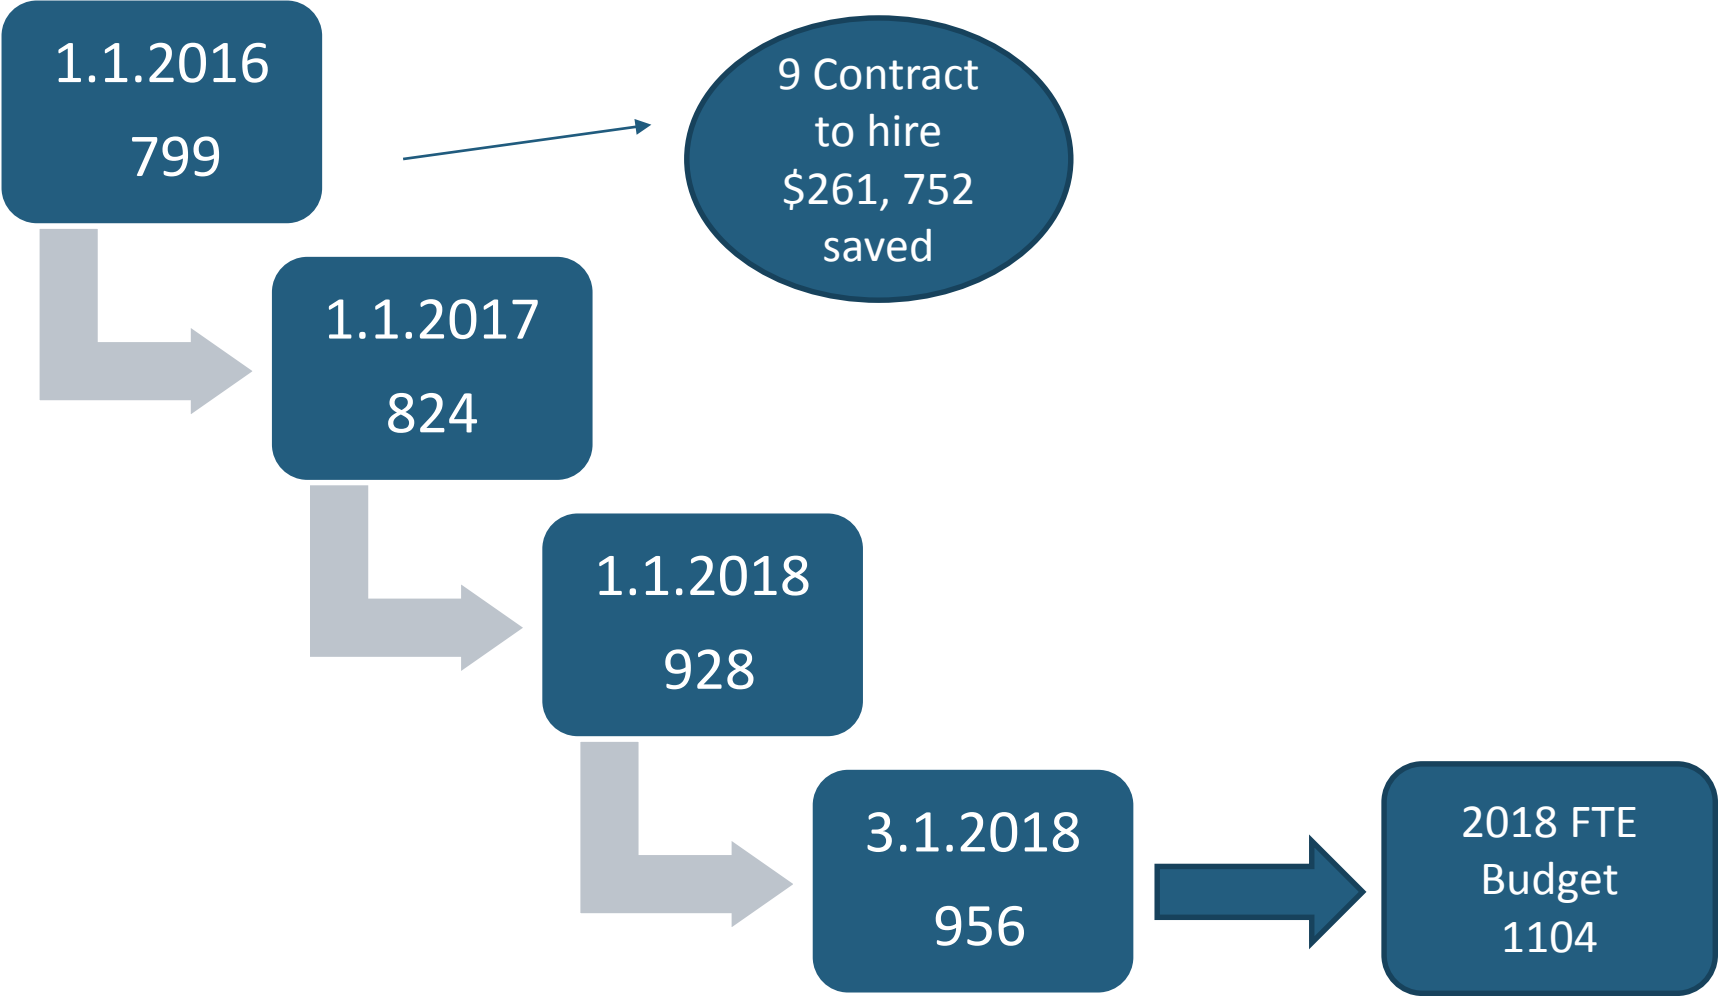 1.1.2016
799
9 Contract
to hire
$261, 752
saved
1.1.2017
824
1.1.2018
928
3.1.2018
956
2018 FTE
Budget
1104